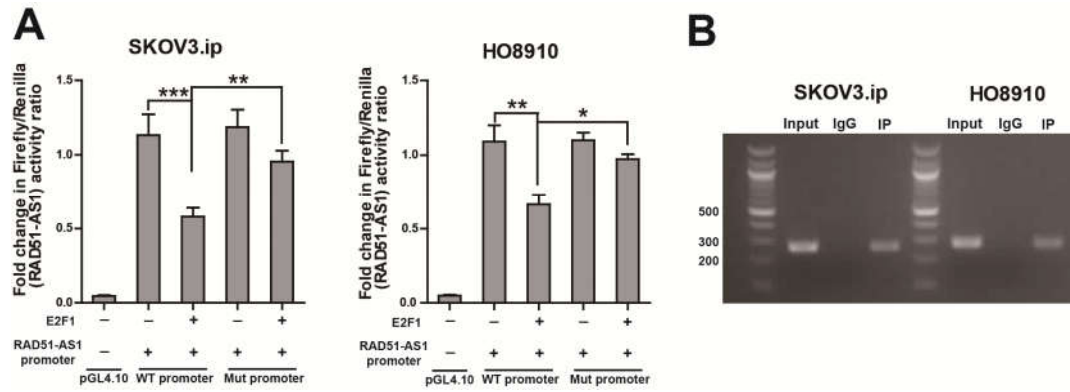 A
SKOV3.ip
Fold change in Firefly/Renilla
(RAD51-AS1) activity ratio
1.5
1.0
0.5
0.0
***
**
E2F1
– – + – +
RAD51-AS1
promoter
– + + + +
pGL4.10
WT promoter
Mut promoter
HO8910
Fold change in Firefly/Renilla
(RAD51-AS1) activity ratio
1.5
1.0
0.5
0.0
**
*
E2F1
– – + – +
RAD51-AS1
promoter
– + + + +
pGL4.10
WT promoter
Mut promoter
B
SKOV3.ip
HO8910
Input IgG IP
Input IgG IP
500
300
200